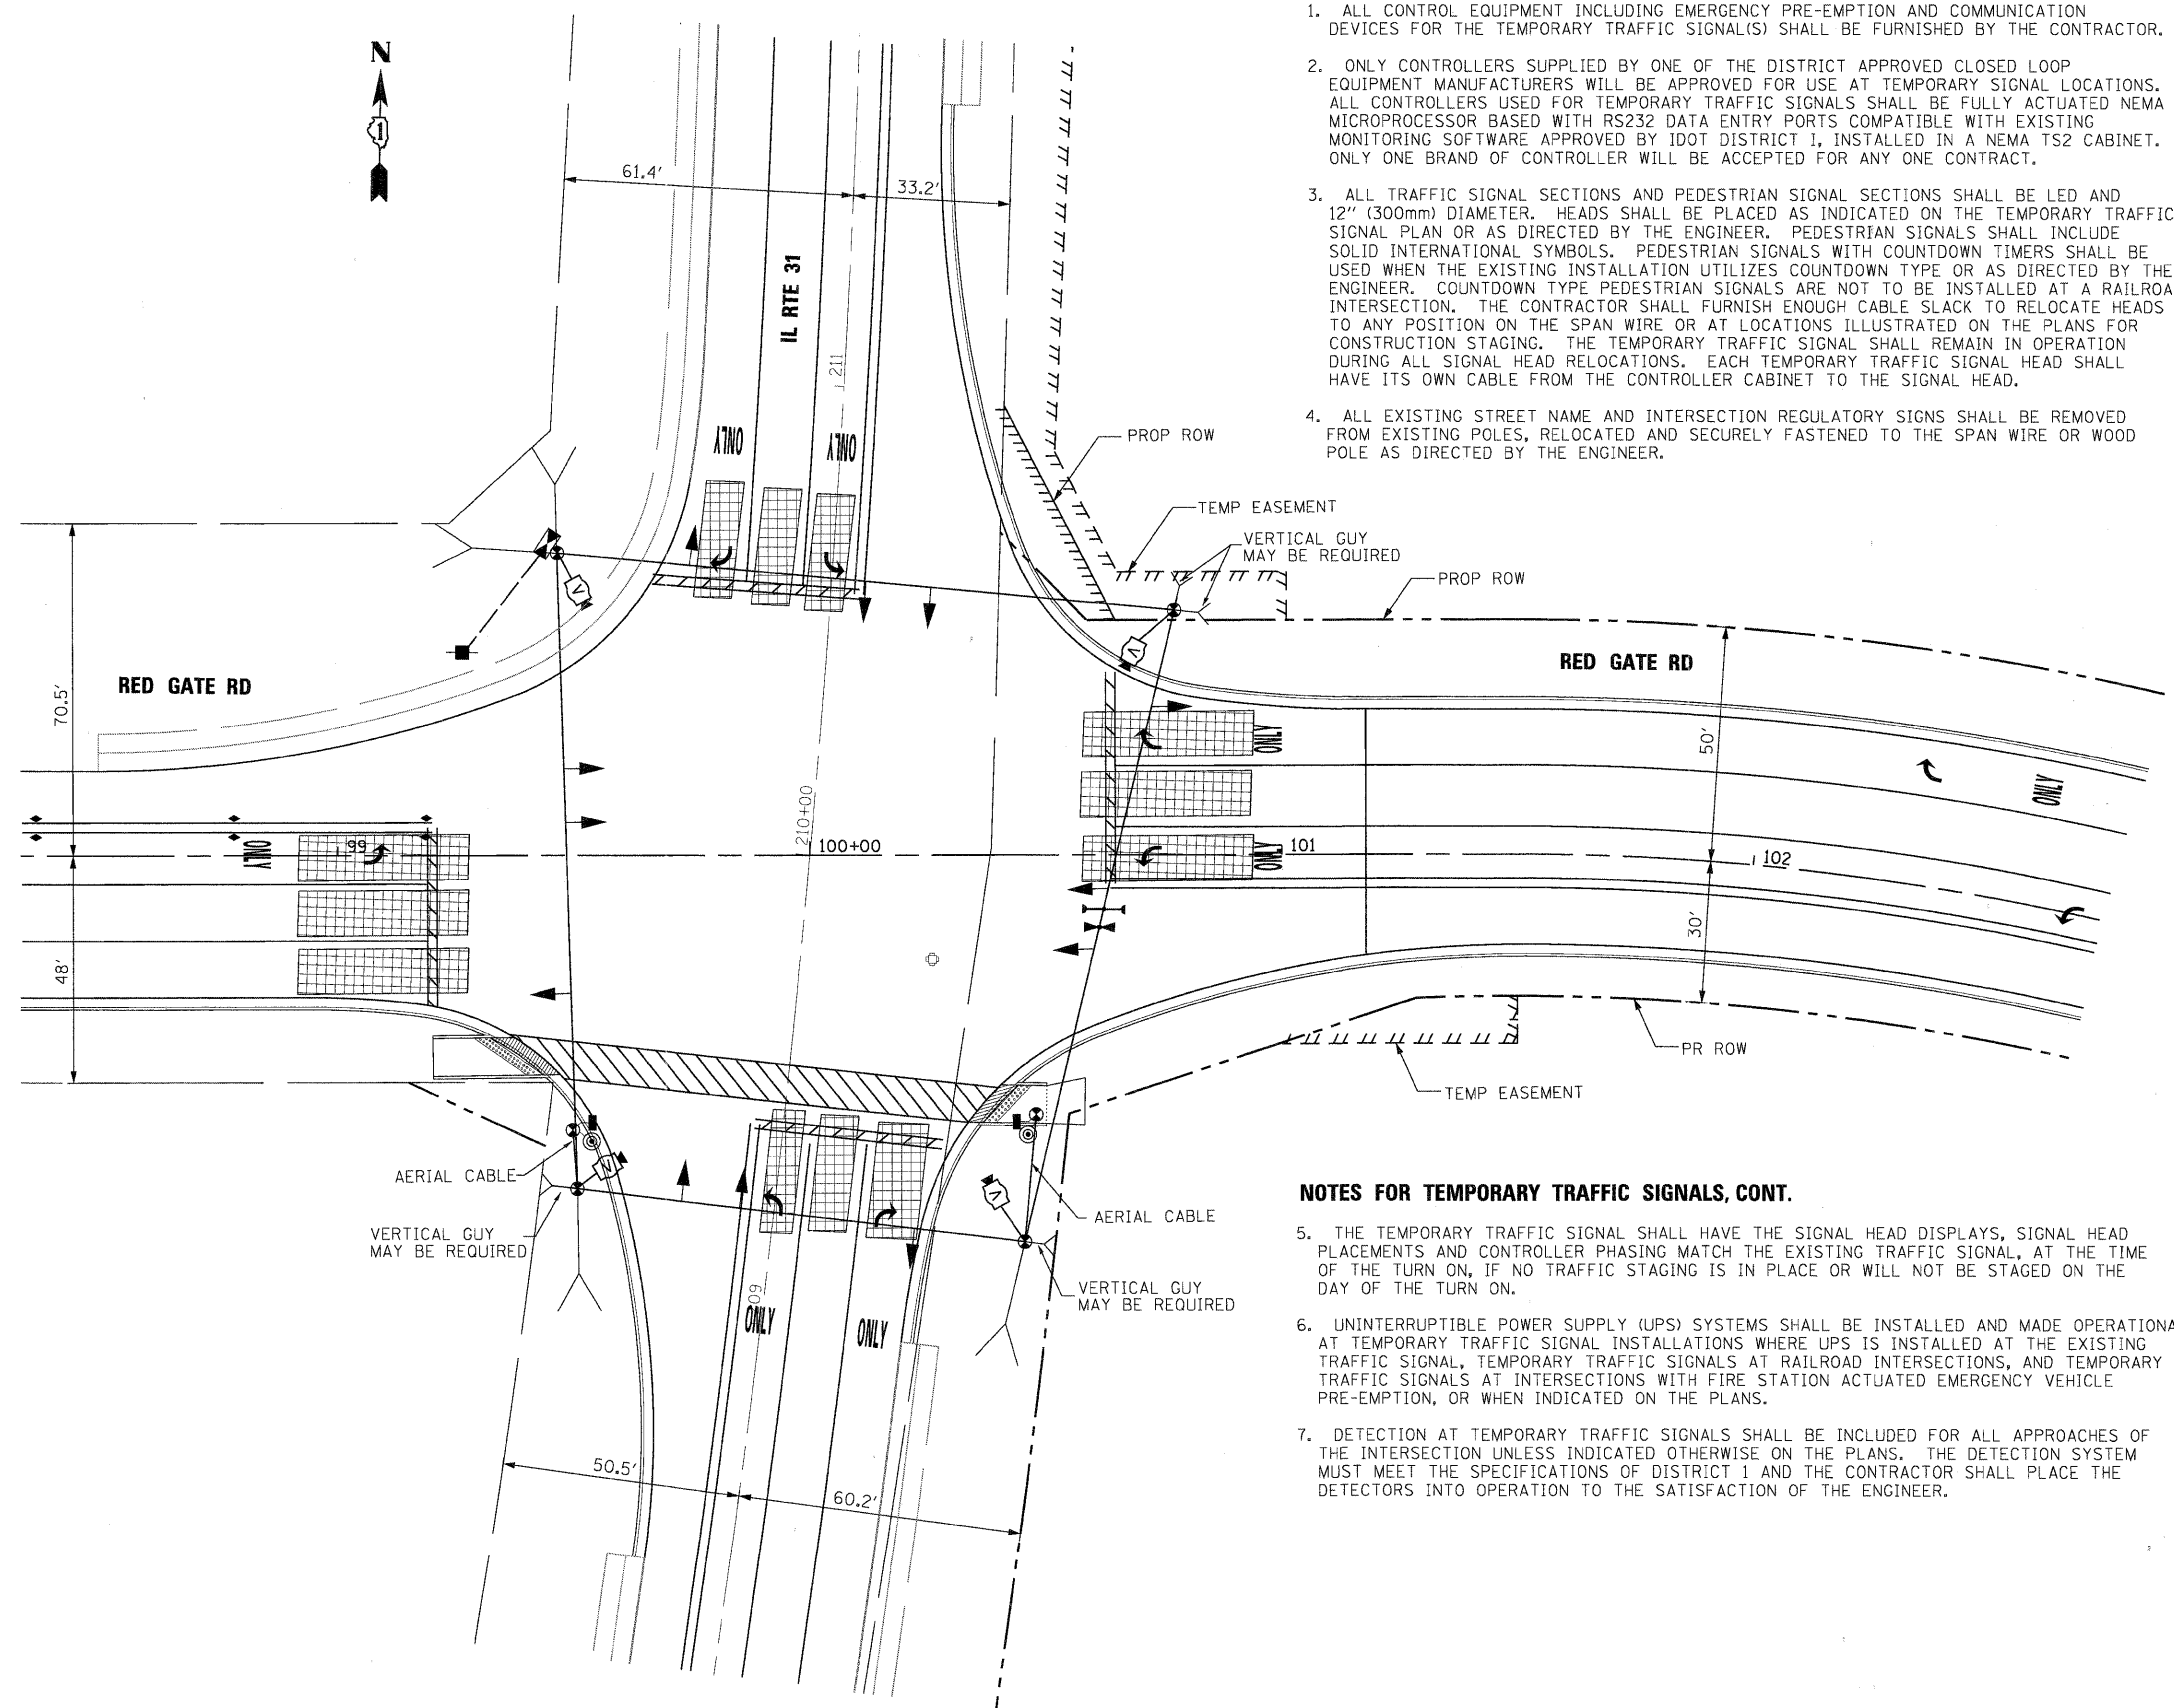 1. ALL CONTROL EQUIPMENT INCLUDING EMERGENCY PRE-EMPTION AND COMMUNICATION
DEVICES FOR THE TEMPORARY TRAFFIC SIGNAL(S) SHALL BE FURNISHED BY THE CONTRACTOR.
2. ONLY CONTROLLERS SUPPLIED BY ONE OF THE DISTRICT APPROVED CLOSED LOOP
EQUIPMENT MANUFACTURERS WILL BE APPROVED FOR USE AT TEMPORARY SIGNAL LOCATIONS.
ALL CONTROLLERS USED FOR TEMPORARY TRAFFIC SIGNALS SHALL BE FULLY ACTUATED NEMA
MICROPROCESSOR BASED WITH RS232 DATA ENTRY PORTS COMPATIBLE WITH EXISTING
MONITORING SOFTWARE APPROVED BY IDOT DISTRICT 1, INSTALLED IN A NEMA TS2 CABINET.
ONLY ONE BRAND OF CONTROLLER WILL BE ACCEPTED FOR ANY ONE CONTRACT.
3. ALL TRAFFIC SIGNAL SECTIONS AND PEDESTRIAN SIGNAL SECTIONS SHALL BE LED AND
12" (300mm) DIAMETER. HEADS SHALL BE PLACED AS INDICATED ON THE TEMPORARY TRAFFIC
SIGNAL PLAN OR AS DIRECTED BY THE ENGINEER. PEDESTRIAN SIGNALS SHALL INCLUDE
SOLID INTERNATIONAL SYMBOLS. PEDESTRIAN SIGNALS WITH COUNTDOWN TIMERS SHALL BE
USED WHEN THE EXISTING INSTALLATION UTILIZES COUNTDOWN TYPE OR AS DIRECTED BY THE
ENGINEER. COUNTDOWN TYPE PEDESTRIAN SIGNALS ARE NOT TO BE INSTALLED AT A RAILROA
INTERSECTION. THE CONTRACTOR SHALL FURNISH ENOUGH CABLE SLACK TO RELOCATE HEADS
TO ANY POSITION ON THE SPAN WIRE OR AT LOCATIONS ILLUSTRATED ON THE PLANS FOR
CONSTRUCTION STAGING. THE TEMPORARY TRAFFIC SIGNAL SHALL REMAIN IN OPERATION
DURING ALL SIGNAL HEAD RELOCATIONS. EACH TEMPORARY TRAFFIC SIGNAL HEAD SHALL
HAVE ITS OWN CABLE FROM THE CONTROLLER CABINET TO THE SIGNAL HEAD.
4. ALL EXISTING STREET NAME AND INTERSECTION REGULATORY SIGNS SHALL BE REMOVED
FROM EXISTING POLES, RELOCATED AND SECURELY FASTENED TO THE SPAN WIRE OR WOOD
POLE AS DIRECTED BY THE ENGINEER.
N
1
61.4'
33.2'
IL RTE 31
211
ONLY
ONLY
PROP ROW
TEMP EASEMENT
VERTICAL GUY
MAY BE REQUIRED
PROP ROW
V
V
RED GATE RD
RED GATE RD
70.5'
50'
ONLY
ONLY
210+00
100+00
99
ONLY
ONLY
101
102
30'
48'
PR ROW
TEMP EASEMENT
AERIAL CABLE
V
V
AERIAL CABLE
VERTICAL GUY
MAY BE REQUIRED
VERTICAL GUY
MAY BE REQUIRED
09
ONLY
ONLY
50.5'
60.2'
NOTES FOR TEMPORARY TRAFFIC SIGNALS, CONT.
5. THE TEMPORARY TRAFFIC SIGNAL SHALL HAVE THE SIGNAL HEAD DISPLAYS, SIGNAL HEAD
PLACEMENTS AND CONTROLLER PHASING MATCH THE EXISTING TRAFFIC SIGNAL, AT THE TIME
OF THE TURN ON, IF NO TRAFFIC STAGING IS IN PLACE OR WILL NOT BE STAGED ON THE
DAY OF THE TURN ON.
6. UNINTERRUPTIBLE POWER SUPPLY (UPS) SYSTEMS SHALL BE INSTALLED AND MADE OPERATIONA
AT TEMPORARY TRAFFIC SIGNAL INSTALLATIONS WHERE UPS IS INSTALLED AT THE EXISTING
TRAFFIC SIGNAL, TEMPORARY TRAFFIC SIGNALS AT RAILROAD INTERSECTIONS, AND TEMPORARY
TRAFFIC SIGNALS AT INTERSECTIONS WITH FIRE STATION ACTUATED EMERGENCY VEHICLE
PRE-EMPTION, OR WHEN INDICATED ON THE PLANS.
7. DETECTION AT TEMPORARY TRAFFIC SIGNALS SHALL BE INCLUDED FOR ALL APPROACHES OF
THE INTERSECTION UNLESS INDICATED OTHERWISE ON THE PLANS. THE DETECTION SYSTEM
MUST MEET THE SPECIFICATIONS OF DISTRICT 1 AND THE CONTRACTOR SHALL PLACE THE
DETECTORS INTO OPERATION TO THE SATISFACTION OF THE ENGINEER.